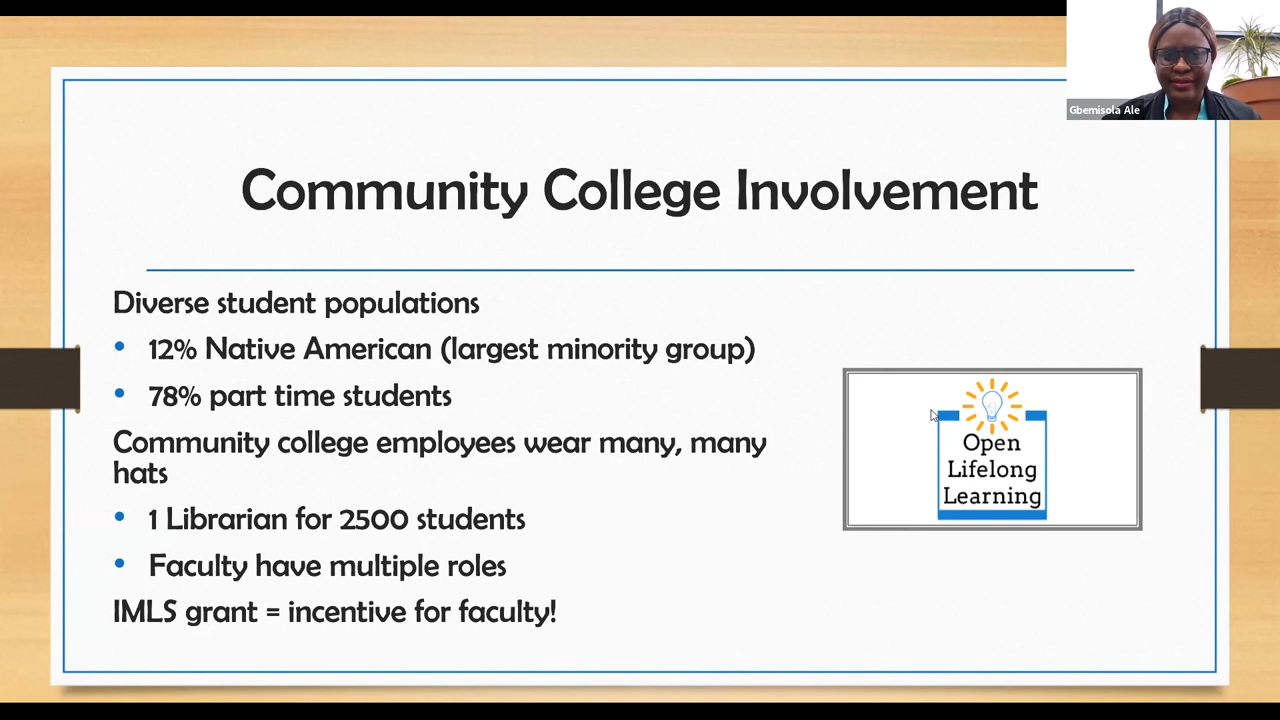 Gbemisola Ale
Community College Involvement
Diverse student populations
• 12% Native American (largest minority group)
• 78% part time students
Community college employees wear many, many
hats
• 1 Librarian for 2500 students
• Faculty have multiple roles
IMLS grant = incentive for faculty!
Open
Lifelong
Learning